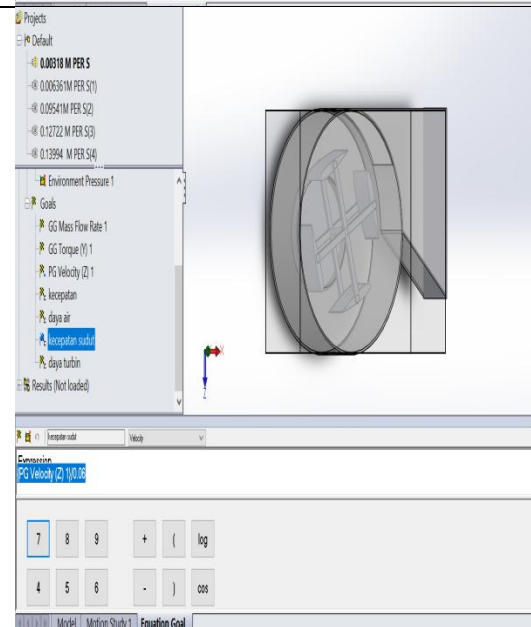 Projects
Default
0.00318 M PER S
0.006361M PER S(1)
0.09541M PER S(2)
0.12722 M PER S(3)
0.13994 M PER S(4)
Environment Pressure 1
Goals
GG Mass Flow Rate 1
GG Torque (Y) 1
PG Velocity (Z) 1
kecepatan
daya air
kecepatan sudut
daya turbin
Results (Not loaded)
X
Z
kecepatan sudut Velocity
Expression
{PG Velocity (Z) 1}/0.06
7 8 9 + ( log
4 5 6 - ) cos
Model Motion Study 1 Equation Goal